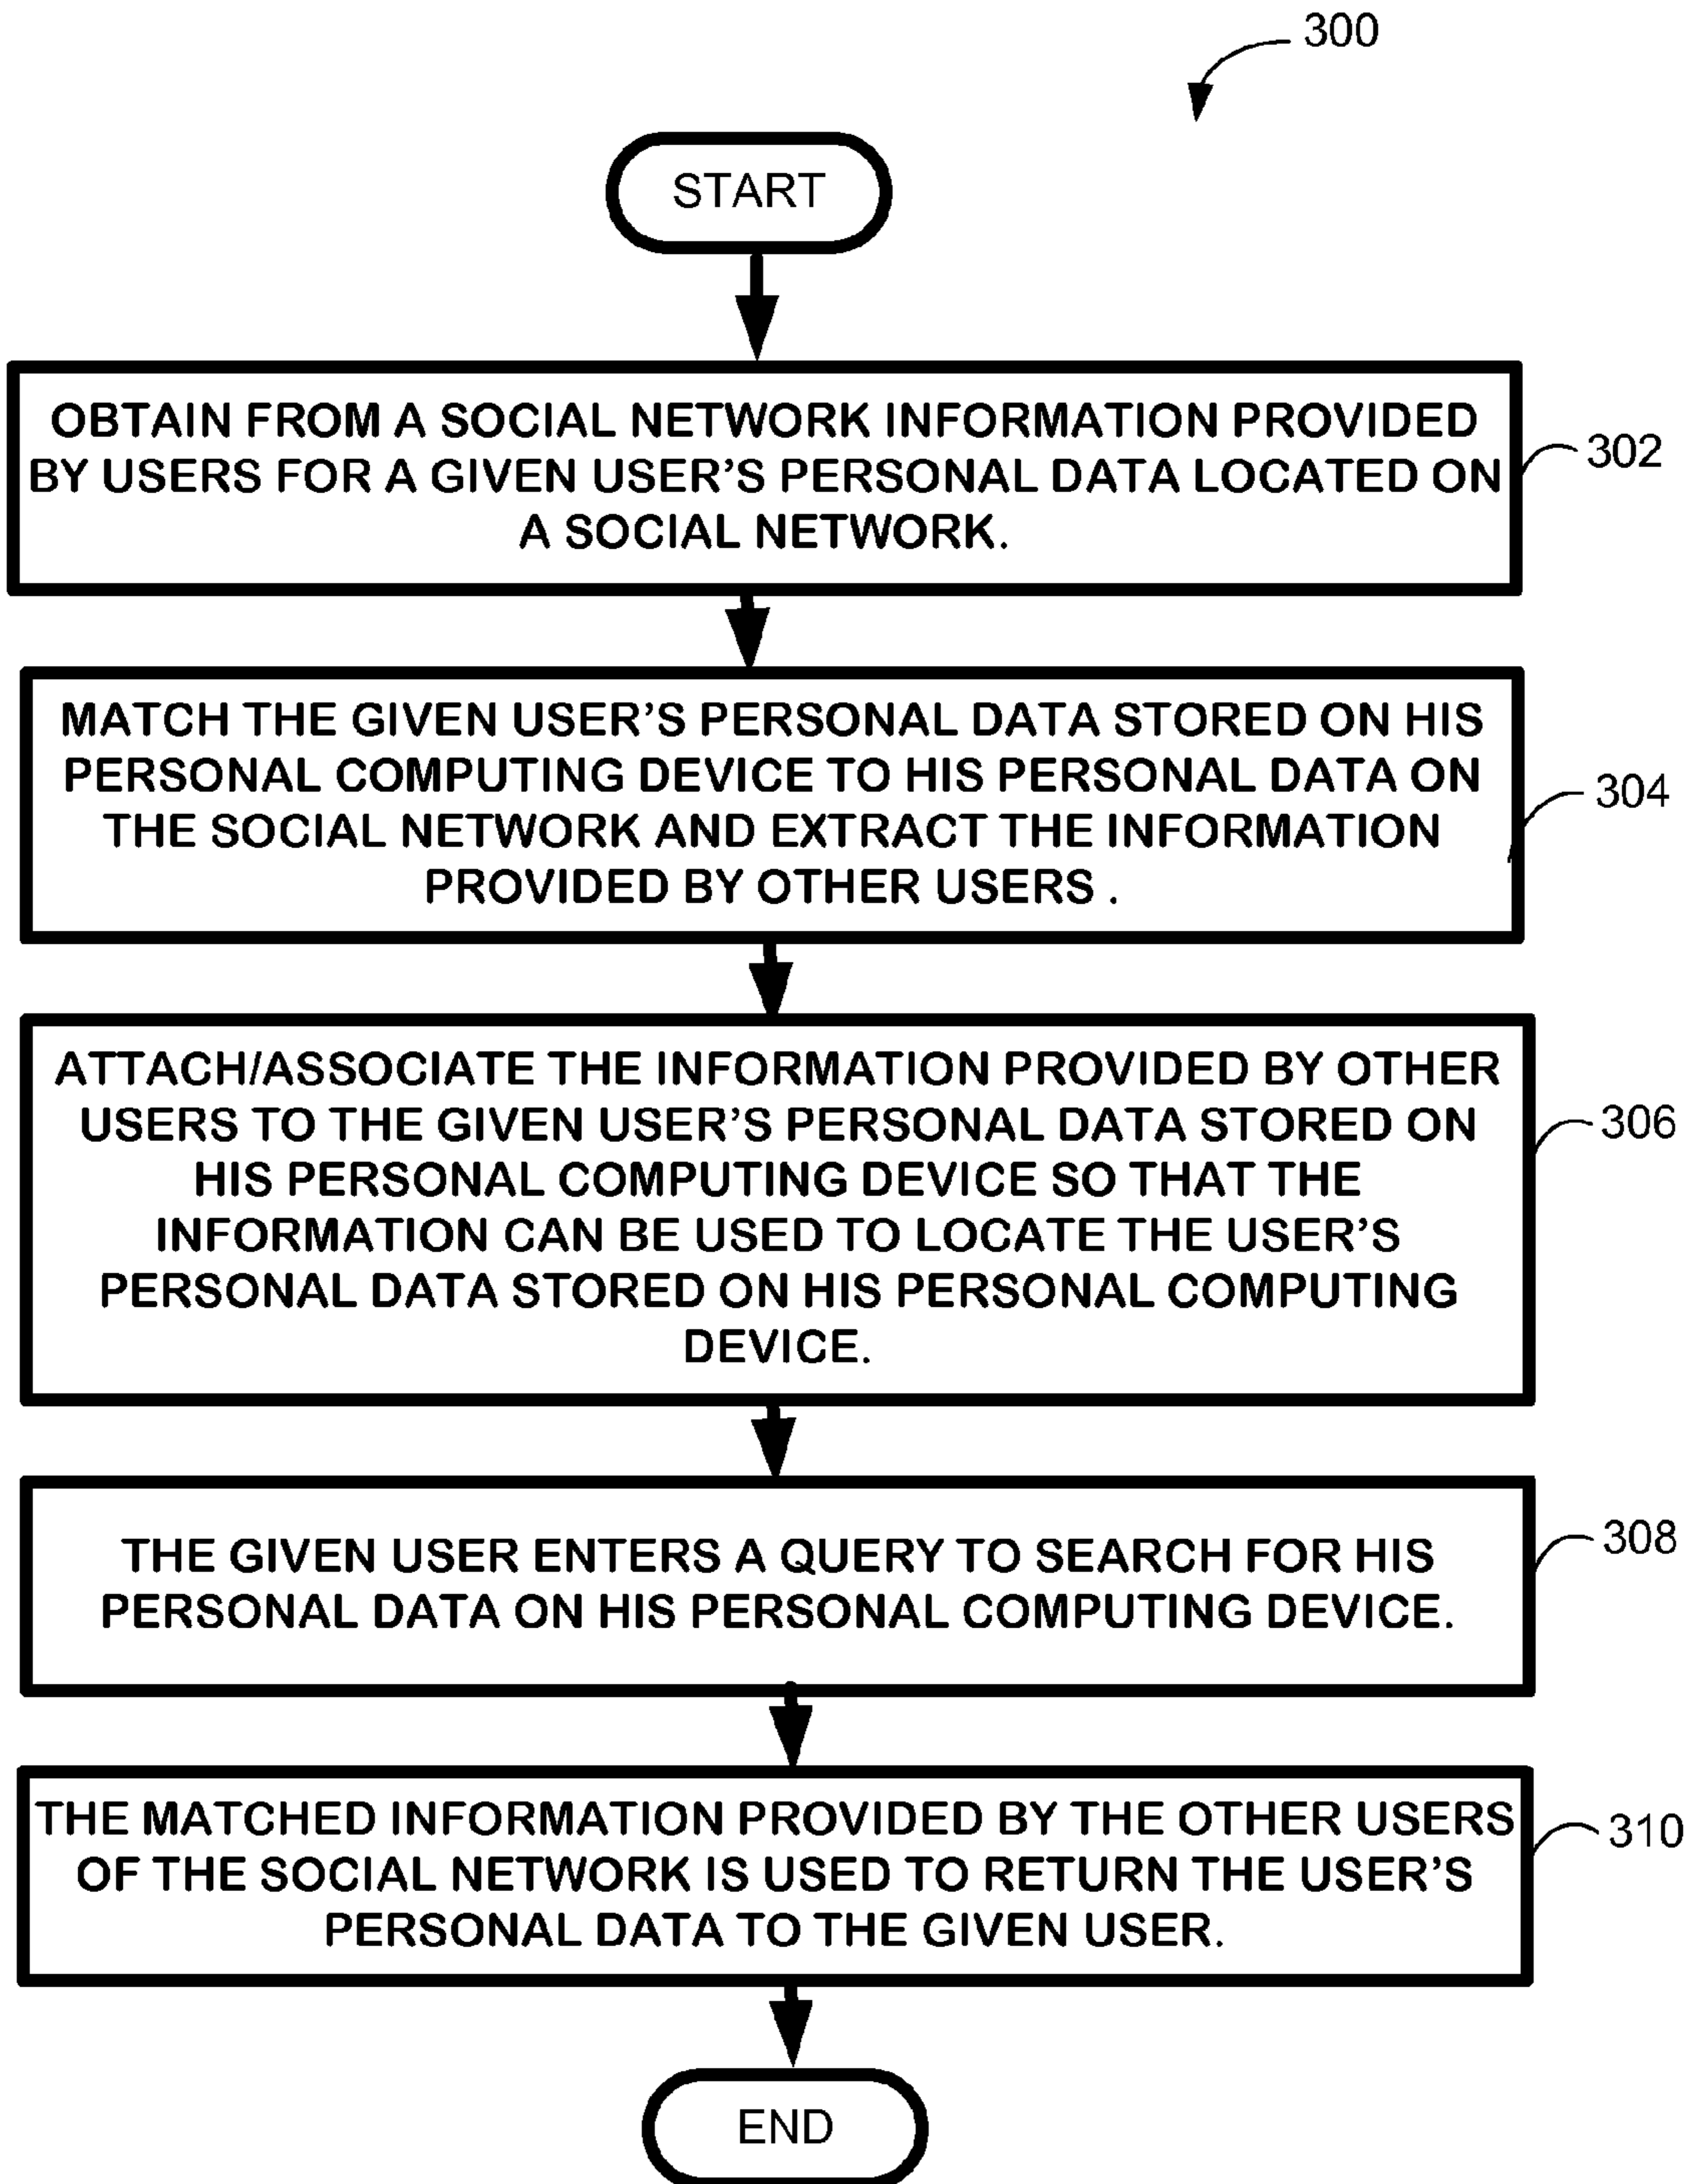 300
START
OBTAIN FROM A SOCIAL NETWORK INFORMATION PROVIDED
BY USERS FOR A GIVEN USER'S PERSONAL DATA LOCATED ON
A SOCIAL NETWORK.
302
MATCH THE GIVEN USER'S PERSONAL DATA STORED ON HIS
PERSONAL COMPUTING DEVICE TO HIS PERSONAL DATA ON
THE SOCIAL NETWORK AND EXTRACT THE INFORMATION
PROVIDED BY OTHER USERS .
304
ATTACH/ASSOCIATE THE INFORMATION PROVIDED BY OTHER
USERS TO THE GIVEN USER'S PERSONAL DATA STORED ON
HIS PERSONAL COMPUTING DEVICE SO THAT THE
INFORMATION CAN BE USED TO LOCATE THE USER'S
PERSONAL DATA STORED ON HIS PERSONAL COMPUTING
DEVICE.
306
THE GIVEN USER ENTERS A QUERY TO SEARCH FOR HIS
PERSONAL DATA ON HIS PERSONAL COMPUTING DEVICE.
308
THE MATCHED INFORMATION PROVIDED BY THE OTHER USERS
OF THE SOCIAL NETWORK IS USED TO RETURN THE USER'S
PERSONAL DATA TO THE GIVEN USER.
310
END